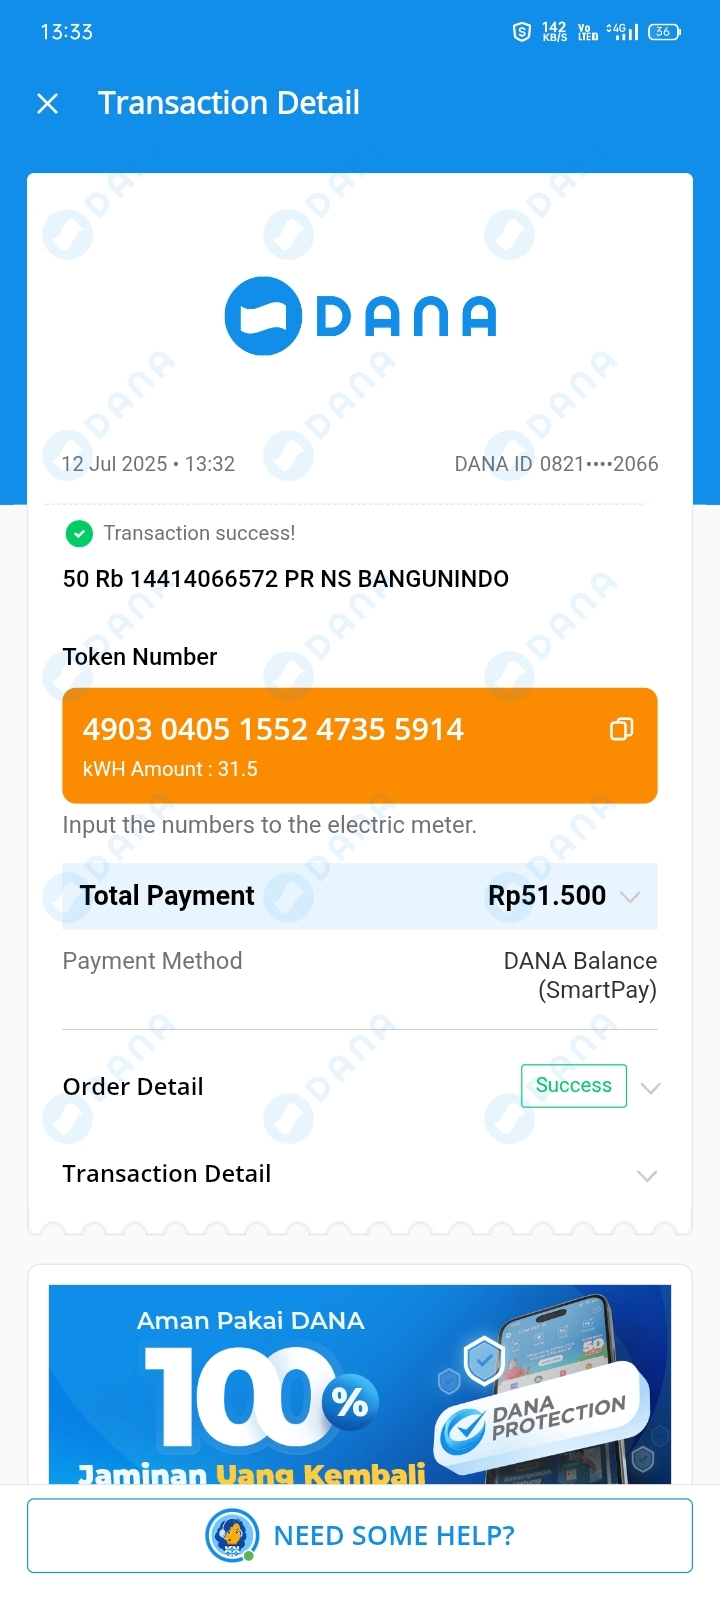 13:33
142 KB/S Vo LTE 4G 36
Transaction Detail
DANA
12 Jul 2025 • 13:32
DANA ID 0821••••2066
Transaction success!
50 Rb 14414066572 PR NS BANGUNINDO
Token Number
4903 0405 1552 4735 5914
kWH Amount : 31.5
Input the numbers to the electric meter.
Total Payment
Rp51.500
Payment Method
DANA Balance
(SmartPay)
Order Detail
Success
Transaction Detail
Aman Pakai DANA
100%
DANA
PROTECTION
Jaminan Uang Kembali
NEED SOME HELP?